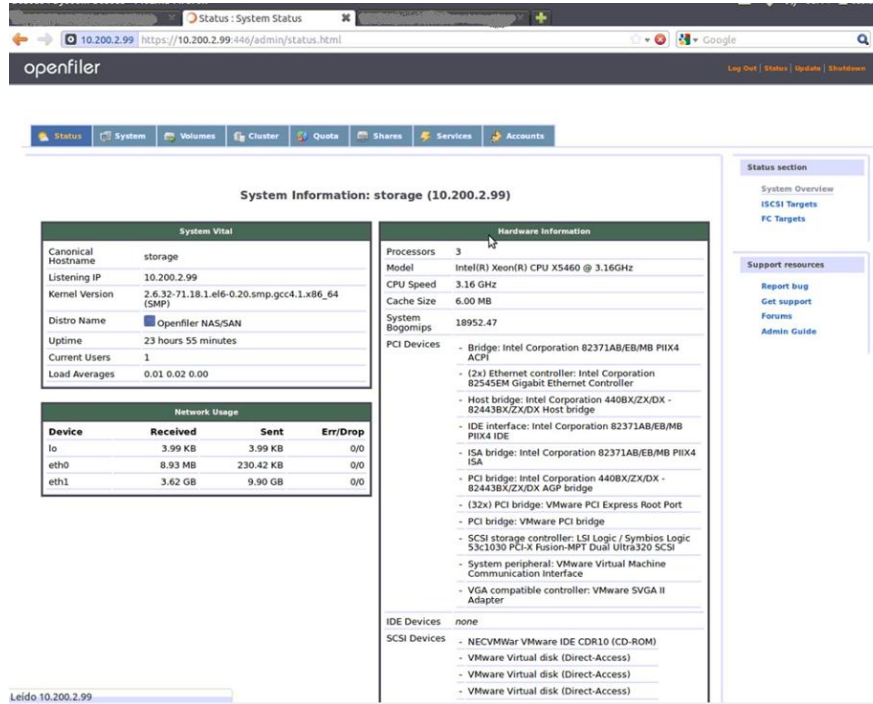 Status : System Status
10.200.2.99 https://10.200.2.99:446/admin/status.html
Google
openfiler
Log Out | Status | Update | Shutdown
Status
System
Volumes
Cluster
Quota
Shares
Services
Accounts
System Information: storage (10.200.2.99)
System Vital
Canonical Hostname storage
Listening IP 10.200.2.99
Kernel Version 2.6.32-71.18.1.el6-0.20.smp.gcc4.1.x86_64 (SMP)
Distro Name Openfiler NAS/SAN
Uptime 23 hours 55 minutes
Current Users 1
Load Averages 0.01 0.02 0.00
Network Usage
Device Received Sent Err/Drop
lo 3.99 KB 3.99 KB 0/0
eth0 8.93 MB 230.42 KB 0/0
eth1 3.62 GB 9.90 GB 0/0
Hardware Information
Processors 3
Model Intel(R) Xeon(R) CPU X5460 @ 3.16GHz
CPU Speed 3.16 GHz
Cache Size 6.00 MB
System Bogomips 18952.47
PCI Devices
- Bridge: Intel Corporation 82371AB/EB/MB PIIX4
ACPI
- (2x) Ethernet controller: Intel Corporation
82545EM Gigabit Ethernet Controller
- Host bridge: Intel Corporation 440BX/ZX/DX -
82443BX/ZX/DX Host bridge
- IDE interface: Intel Corporation 82371AB/EB/MB
PIIX4 IDE
- ISA bridge: Intel Corporation 82371AB/EB/MB PIIX4
ISA
- PCI bridge: Intel Corporation 440BX/ZX/DX -
82443BX/ZX/DX AGP bridge
- (32x) PCI bridge: VMware PCI Express Root Port
- PCI bridge: VMware PCI bridge
- SCSI storage controller: LSI Logic / Symbios Logic
53c1030 PCI-X Fusion-MPT Dual Ultra320 SCSI
- System peripheral: VMware Virtual Machine
Communication Interface
- VGA compatible controller: VMware SVGA II
Adapter
IDE Devices none
SCSI Devices
- NECVMWar VMware IDE CDR10 (CD-ROM)
- VMware Virtual disk (Direct-Access)
- VMware Virtual disk (Direct-Access)
- VMware Virtual disk (Direct-Access)
Status section
System Overview
iSCSI Targets
FC Targets
Support resources
Report bug
Get support
Forums
Admin Guide
Leído 10.200.2.99